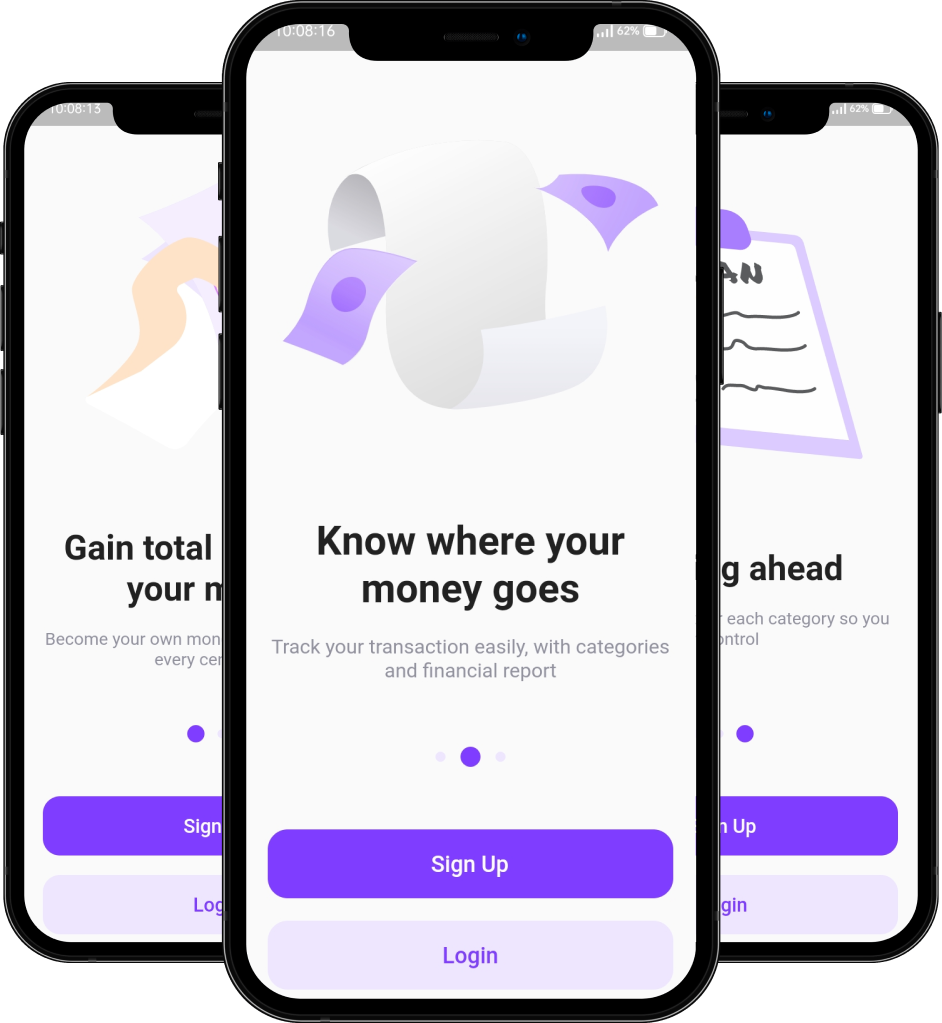 10:08:13
Gain total
your m
Become your own mon
every cer
Sign
Log
10:08:16
62%
Know where your
money goes
Track your transaction easily, with categories
and financial report
Sign Up
Login
62%
AN
g ahead
r each category so you
ontrol
n Up
gin